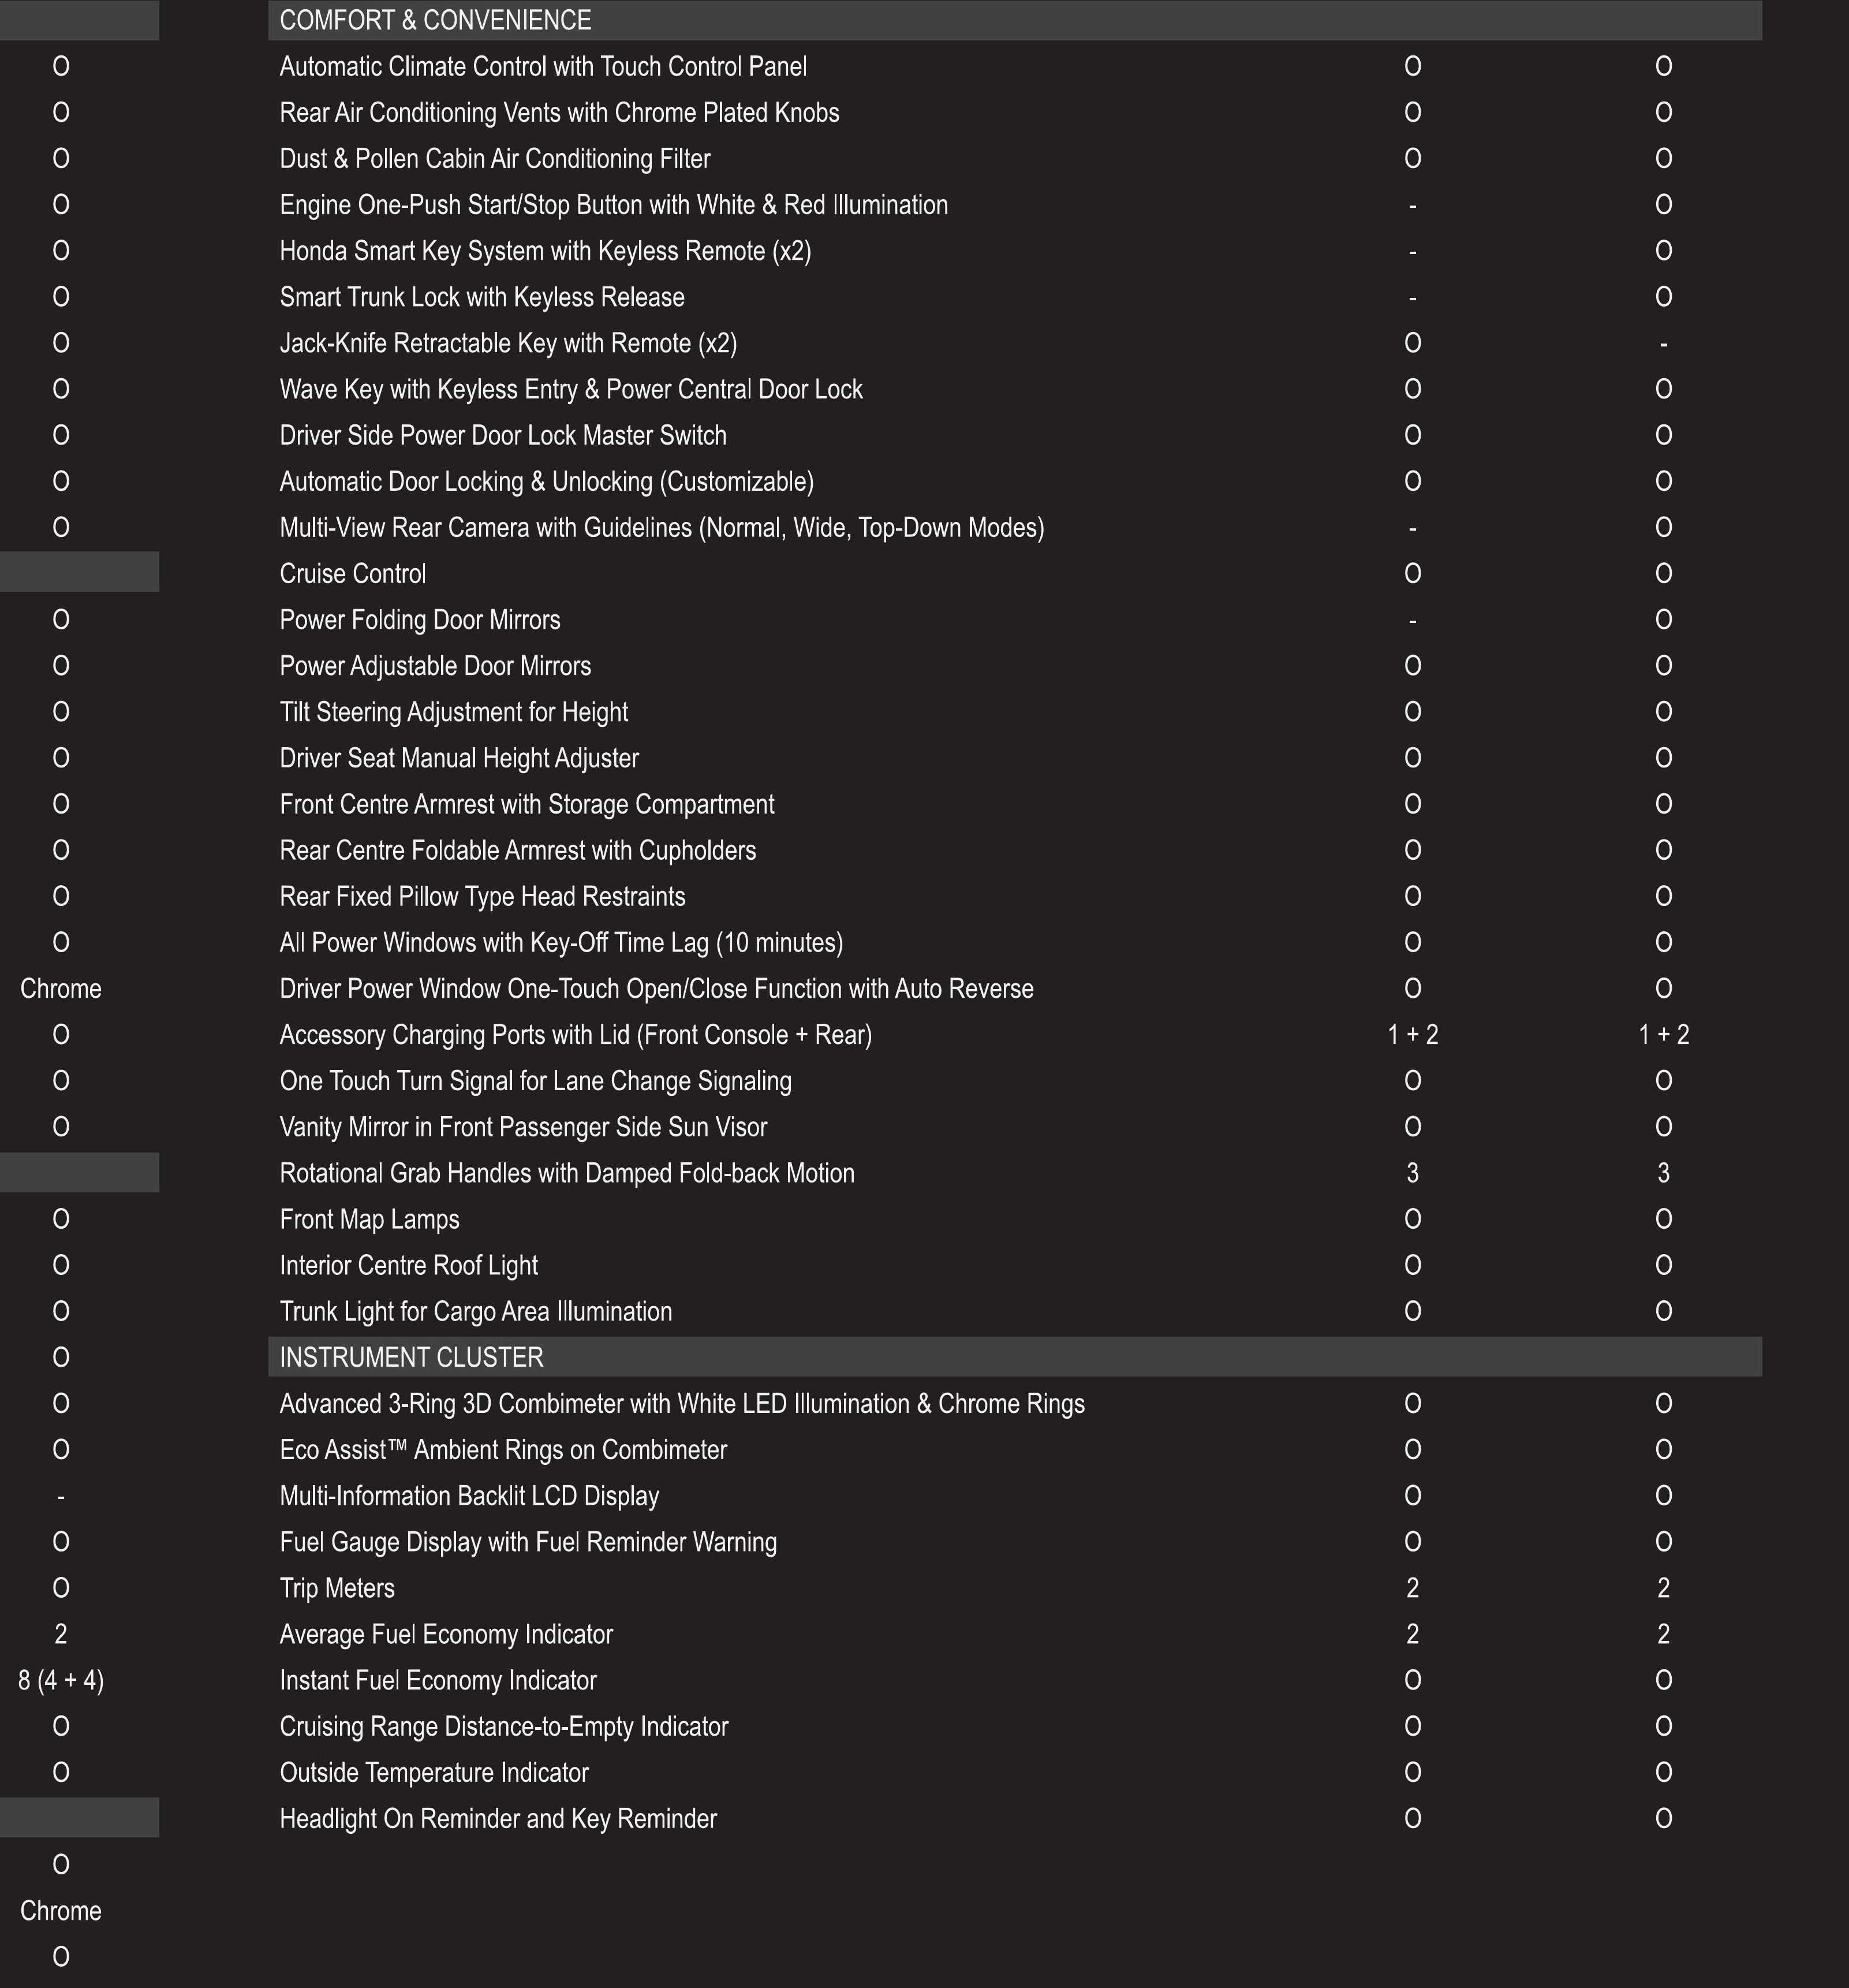 COMFORT & CONVENIENCE
O Automatic Climate Control with Touch Control Panel O O
O Rear Air Conditioning Vents with Chrome Plated Knobs O O
O Dust & Pollen Cabin Air Conditioning Filter O O
O Engine One-Push Start/Stop Button with White & Red Illumination - O
O Honda Smart Key System with Keyless Remote (x2) - O
O Smart Trunk Lock with Keyless Release - O
O Jack-Knife Retractable Key with Remote (x2) O -
O Wave Key with Keyless Entry & Power Central Door Lock O O
O Driver Side Power Door Lock Master Switch O O
O Automatic Door Locking & Unlocking (Customizable) O O
O Multi-View Rear Camera with Guidelines (Normal, Wide, Top-Down Modes) - O
Cruise Control O O
O Power Folding Door Mirrors - O
O Power Adjustable Door Mirrors O O
O Tilt Steering Adjustment for Height O O
O Driver Seat Manual Height Adjuster O O
O Front Centre Armrest with Storage Compartment O O
O Rear Centre Foldable Armrest with Cupholders O O
O Rear Fixed Pillow Type Head Restraints O O
O All Power Windows with Key-Off Time Lag (10 minutes) O O
Chrome Driver Power Window One-Touch Open/Close Function with Auto Reverse O O
O Accessory Charging Ports with Lid (Front Console + Rear) 1 + 2 1 + 2
O One Touch Turn Signal for Lane Change Signaling O O
O Vanity Mirror in Front Passenger Side Sun Visor O O
Rotational Grab Handles with Damped Fold-back Motion 3 3
O Front Map Lamps O O
O Interior Centre Roof Light O O
O Trunk Light for Cargo Area Illumination O O
O INSTRUMENT CLUSTER
O Advanced 3-Ring 3D Combimeter with White LED Illumination & Chrome Rings O O
O Eco Assist™ Ambient Rings on Combimeter O O
- Multi-Information Backlit LCD Display O O
O Fuel Gauge Display with Fuel Reminder Warning O O
O Trip Meters 2 2
2 Average Fuel Economy Indicator 2 2
8 (4 + 4) Instant Fuel Economy Indicator O O
O Cruising Range Distance-to-Empty Indicator O O
O Outside Temperature Indicator O O
Headlight On Reminder and Key Reminder O O
O
Chrome
O